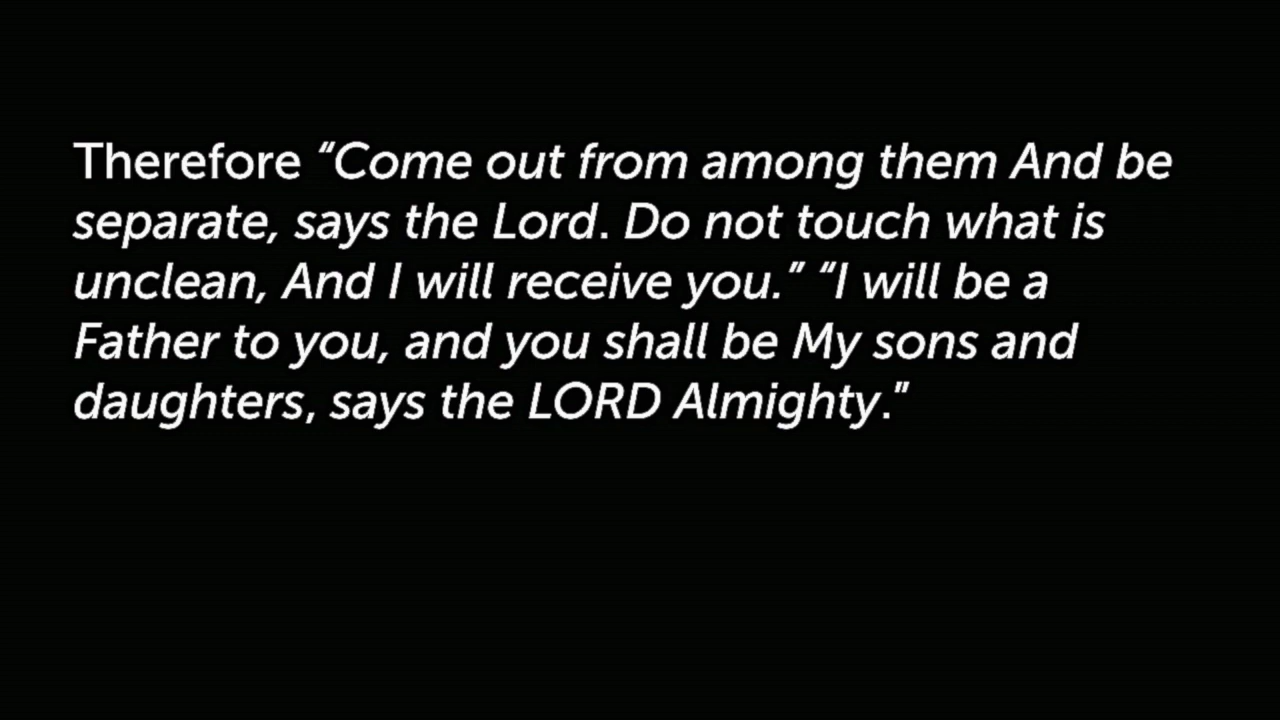 Therefore “Come out from among them And be
separate, says the Lord. Do not touch what is
unclean, And I will receive you.” “I will be a
Father to you, and you shall be My sons and
daughters, says the LORD Almighty.”